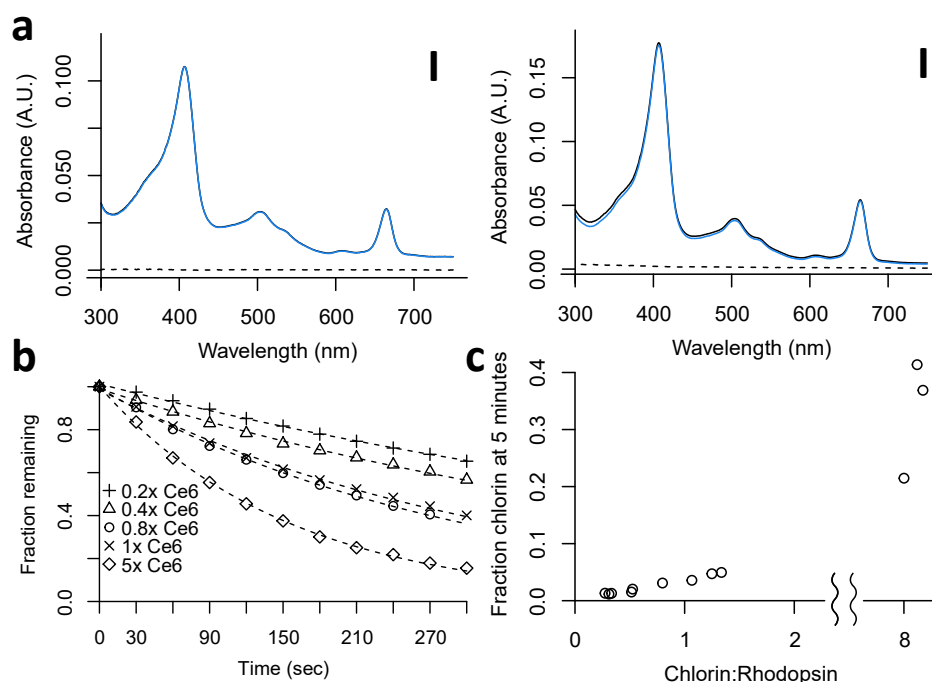 a
Absorbance (A.U.)
0.000
0.050
0.100
300
400
500
600
700
Wavelength (nm)
I
Absorbance (A.U.)
0.00
0.05
0.10
0.15
300
400
500
600
700
Wavelength (nm)
I
b
Fraction remaining
0.0
0.4
0.8
0.2x Ce6
0.4x Ce6
0.8x Ce6
1x Ce6
5x Ce6
0
30
90
150
210
270
Time (sec)
c
Fraction chlorin at 5 minutes
0.0
0.1
0.2
0.3
0.4
0
1
2
8
Chlorin:Rhodopsin